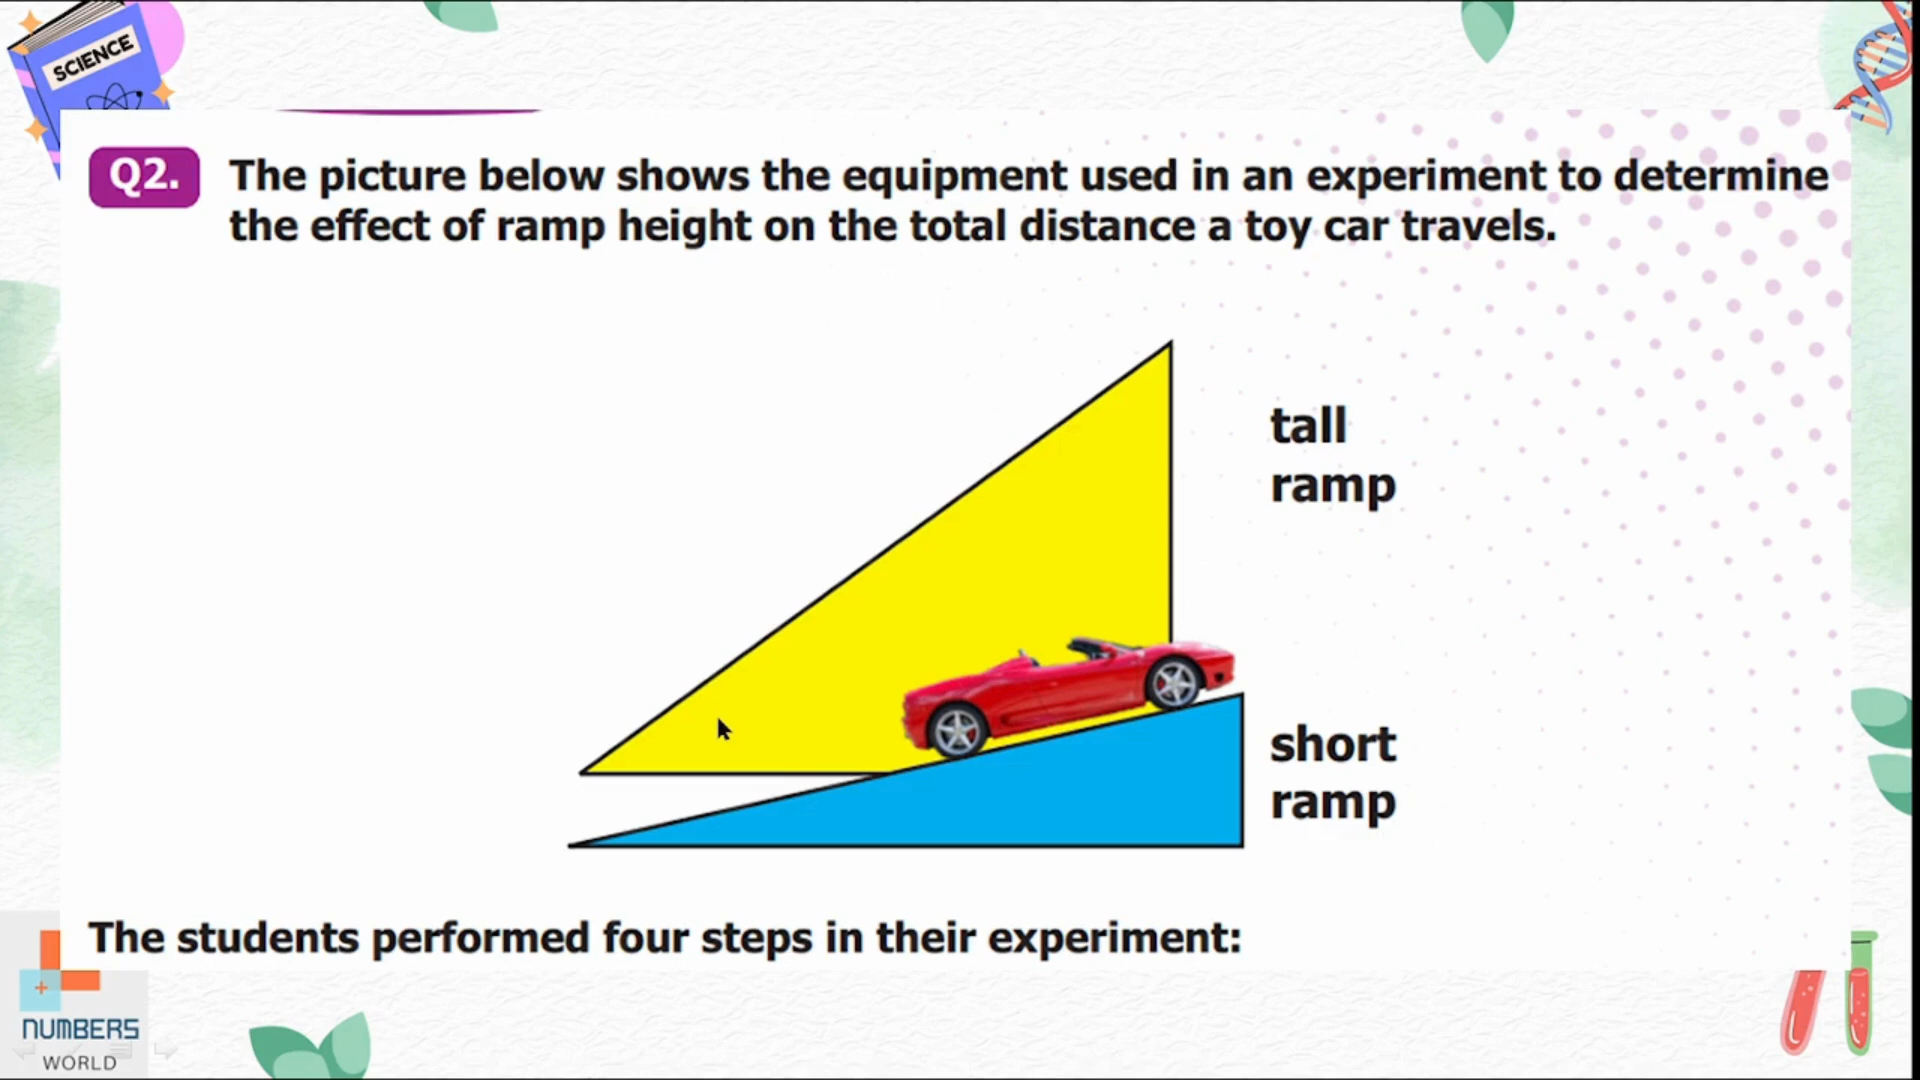 SCIENCE
Q2. The picture below shows the equipment used in an experiment to determine
the effect of ramp height on the total distance a toy car travels.
tall
ramp
short
ramp
The students performed four steps in their experiment:
NUMBERS
WORLD